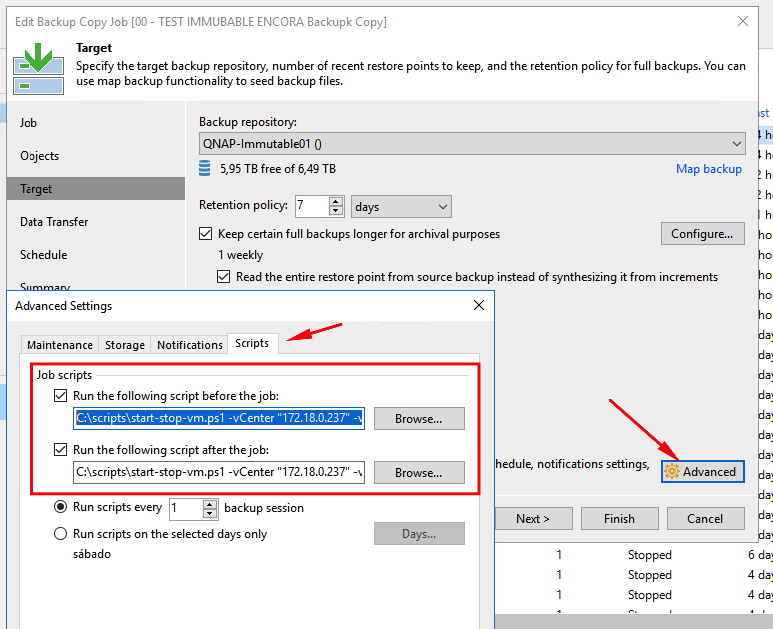 Edit Backup Copy Job [00 - TEST IMMUBABLE ENCORA Backupk Copy]
Target
Specify the target backup repository, number of recent restore points to keep, and the retention policy for full backups. You can
use map backup functionality to seed backup files.
Job
Objects
Target
Data Transfer
Schedule
Summary
Backup repository:
QNAP-Immutable01 ()
5,95 TB free of 6,49 TB
Map backup
Retention policy: 7 days
Keep certain full backups longer for archival purposes
Configure...
1 weekly
Read the entire restore point from source backup instead of synthesizing it from increments
hedule, notifications settings,
Advanced
Next >
Finish
Cancel
Advanced Settings
Maintenance
Storage
Notifications
Scripts
Job scripts
Run the following script before the job:
C:\scripts\start-stop-vm.ps1 -vCenter "172.18.0.237" -v
Browse...
Run the following script after the job:
C:\scripts\start-stop-vm.ps1 -vCenter "172.18.0.237" -v
Browse...
Run scripts every 1 backup session
Run scripts on the selected days only
Days...
sábado
1 Stopped 6 day
1 Stopped 4 day
1 Stopped 4 day